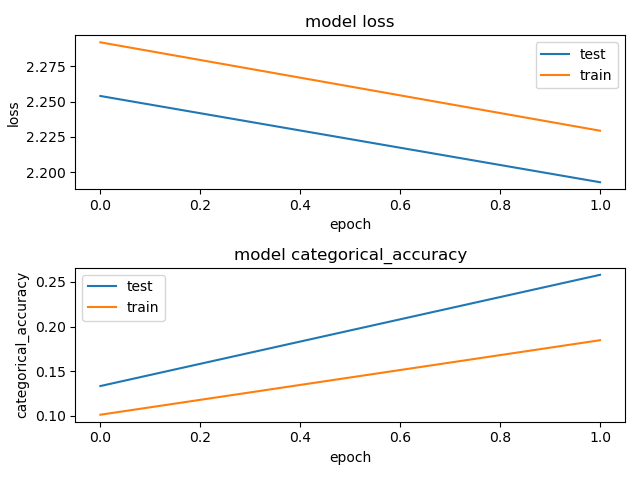 model loss
2.275
2.250
2.225
2.200
loss
test
train
0.0 0.2 0.4 0.6 0.8 1.0
epoch
model categorical_accuracy
0.25
0.20
0.15
0.10
categorical_accuracy
test
train
0.0 0.2 0.4 0.6 0.8 1.0
epoch